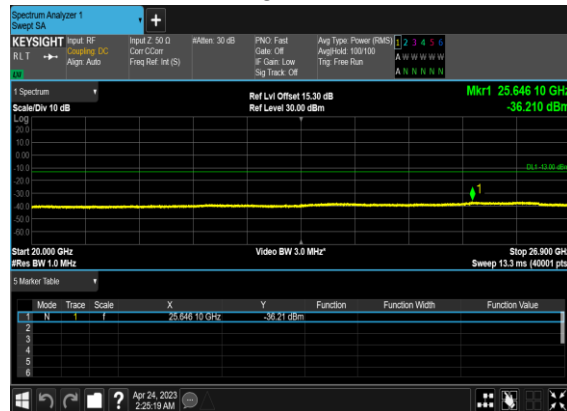 Spectrum Analyzer 1
Swept SA
+
KEYSIGHT Input: RF Input Z: 50 Ω #Atten: 30 dB PNO: Fast Avg Type: Power (RMS) 1 2 3 4 5 6
RLT Coupling: DC Corr CCorr Gate: Off Avg|Hold: 100/100 A W W W W W
Align: Auto Freq Ref: Int (S) IF Gain: Low Trig: Free Run
Sig Track: Off A N N N N N
1 Spectrum
Ref Lvl Offset 15.30 dB Mkr1 25.646 10 GHz
Scale/Div 10 dB Ref Level 30.00 dBm -36.210 dBm
Log
20.0
10.0
0.00
-10.0 DL1 -13.00 dBm
-20.0
1
-30.0
-40.0
-50.0
-60.0
Start 20.000 GHz Video BW 3.0 MHz* Stop 26.900 GHz
#Res BW 1.0 MHz Sweep 13.3 ms (40001 pts
5 Marker Table
Mode Trace Scale X Y Function Function Width Function Value
1 N 1 f 25.646 10 GHz -36.21 dBm
2
3
4
5
6
? Apr 24, 2023
2:25:19 AM